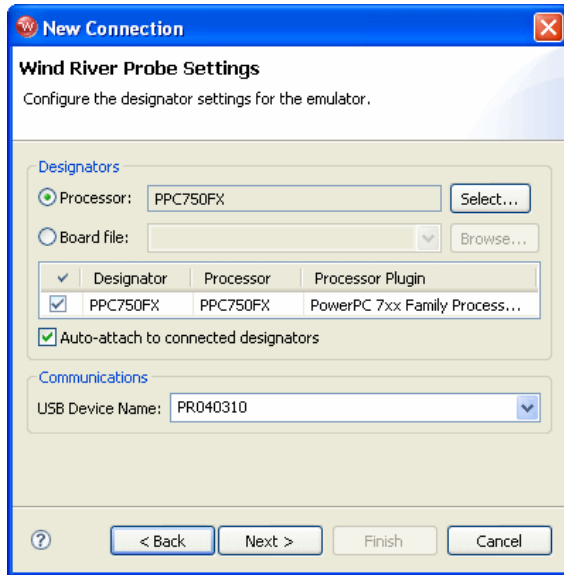 New Connection
Wind River Probe Settings
Configure the designator settings for the emulator.
Designators
Processor: PPC750FX Select...
Board file: Browse...
Designator Processor Processor Plugin
PPC750FX PPC750FX PowerPC 7xx Family Process...
Auto-attach to connected designators
Communications
USB Device Name: PR040310
? < Back Next > Finish Cancel